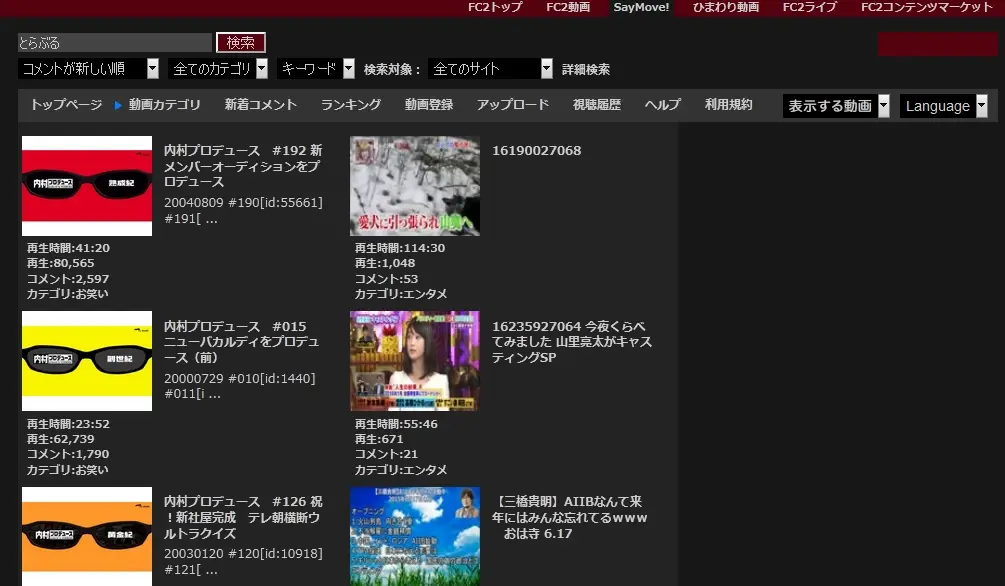 FC2トップ FC2動画 SayMove! ひまわり動画 FC2ライブ FC2コンテンツマーケット
とらぶる 検索
コメントが新しい順 全てのカテゴリ キーワード 検索対象: 全てのサイト 詳細検索
トップページ 動画カテゴリ 新着コメント ランキング 動画登録 アップロード 視聴履歴 ヘルプ 利用規約 表示する動画 Language
内村プロデュース 熟成紀
内村プロデュース #192 新
メンバーオーディションをプ
ロデュース
20040809 #190[id:55661]
#191[ ...
再生時間:41:20
再生:80,565
コメント:2,597
カテゴリ:お笑い
愛犬に引っ張られ山奥へ
16190027068
再生時間:114:30
再生:1,048
コメント:53
カテゴリ:エンタメ
内村プロデュース 創世紀
内村プロデュース #015
ニューバカルディをプロデュ
ース（前）
20000729 #010[id:1440]
#011[i ...
再生時間:23:52
再生:62,739
コメント:1,790
カテゴリ:お笑い
16235927064 今夜くらべ
てみました 山里亮太がキャス
ティングSP
再生時間:55:46
再生:671
コメント:21
カテゴリ:エンタメ
内村プロデュース 黄金紀
内村プロデュース #126 祝
！新社屋完成 テレ朝横断ウ
ルトラクイズ
20030120 #120[id:10918]
#121[ ...
オープニング
【三橋貴明】AIIBなんて来
年にはみんな忘れてるwww
おは寺 6.17